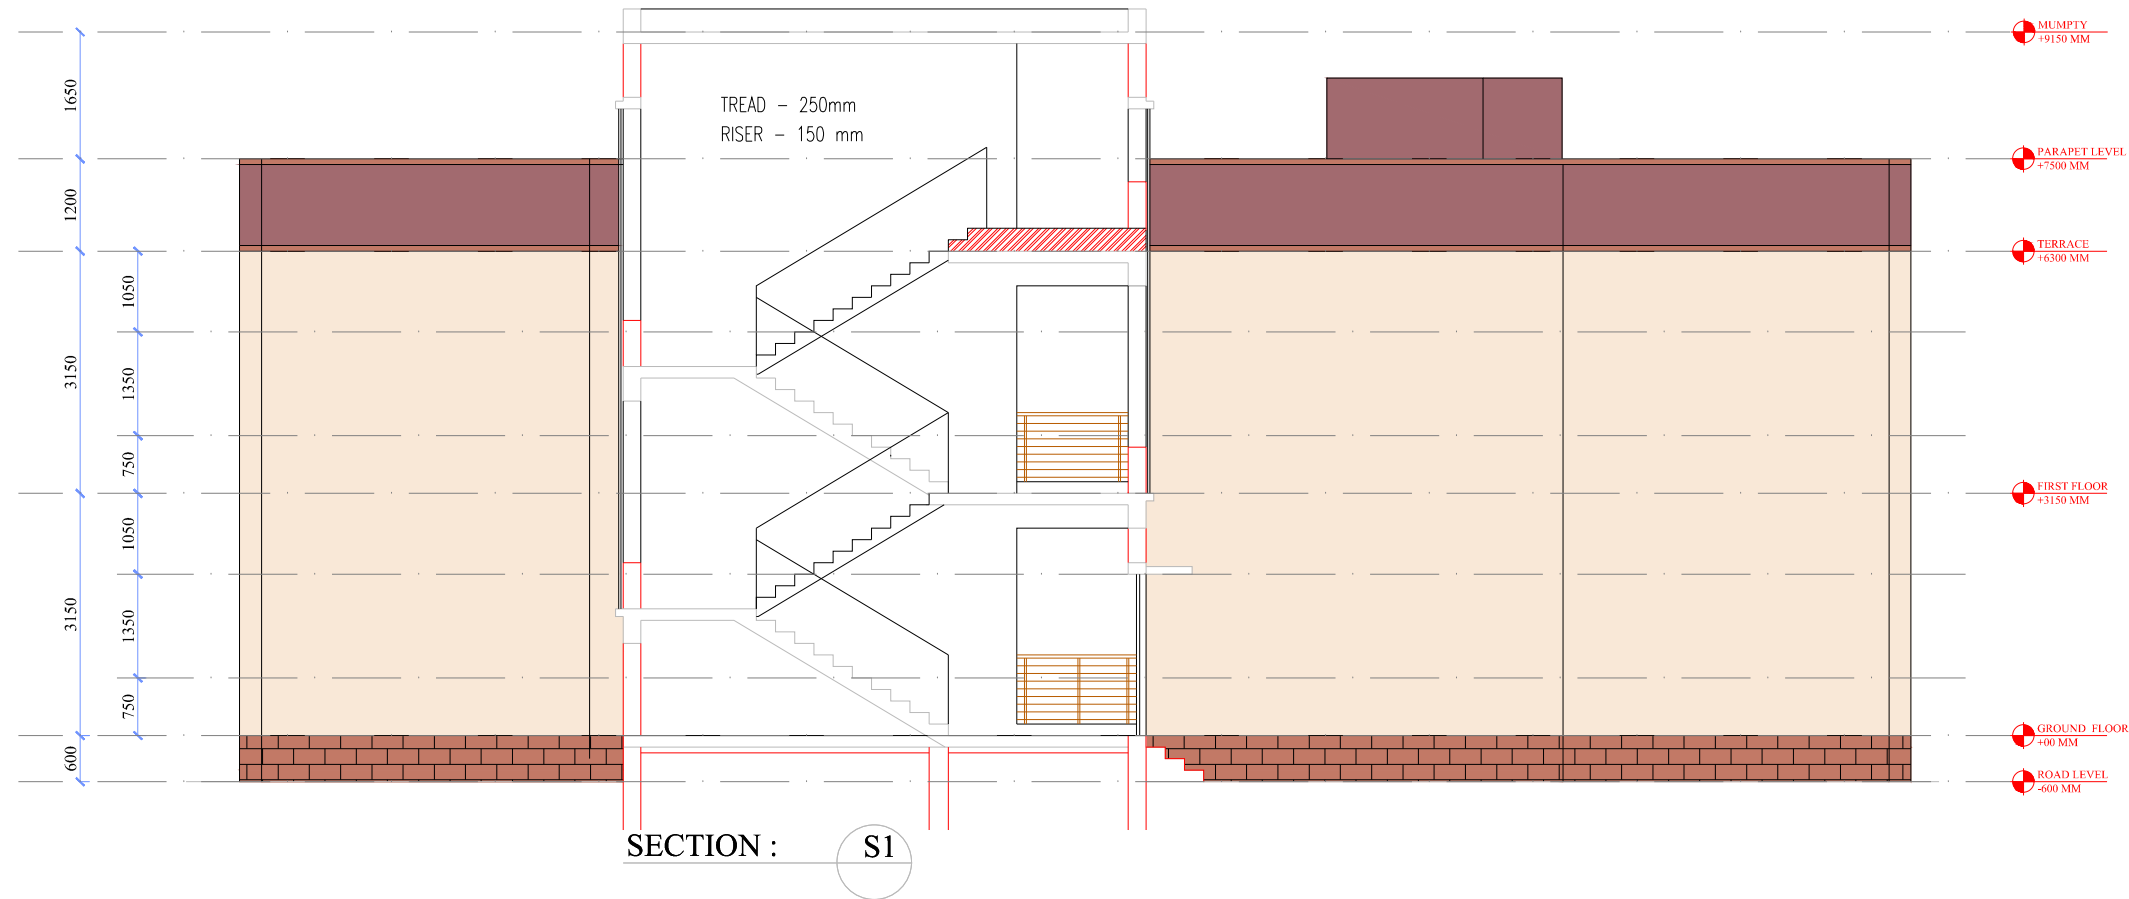 MUMPTY
+9150 MM
1650
TREAD - 250mm
RISER - 150 mm
PARAPET LEVEL
+7500 MM
1200
TERRACE
+6300 MM
1050
3150
1350
750
FIRST FLOOR
+3150 MM
1050
3150
1350
750
GROUND FLOOR
+00 MM
600
ROAD LEVEL
-600 MM
SECTION : S1